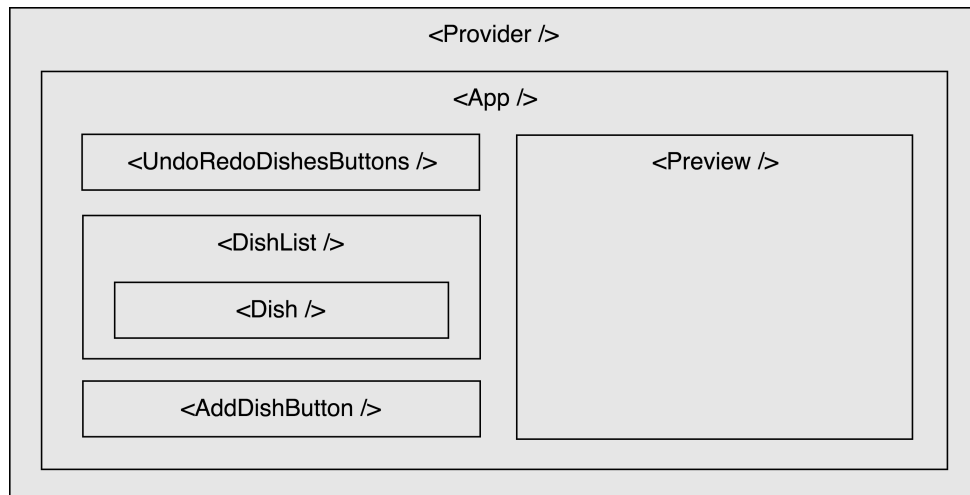 <Provider />
<App />
<UndoRedoDishesButtons />
<Preview />
<DishList />
<Dish />
<AddDishButton />